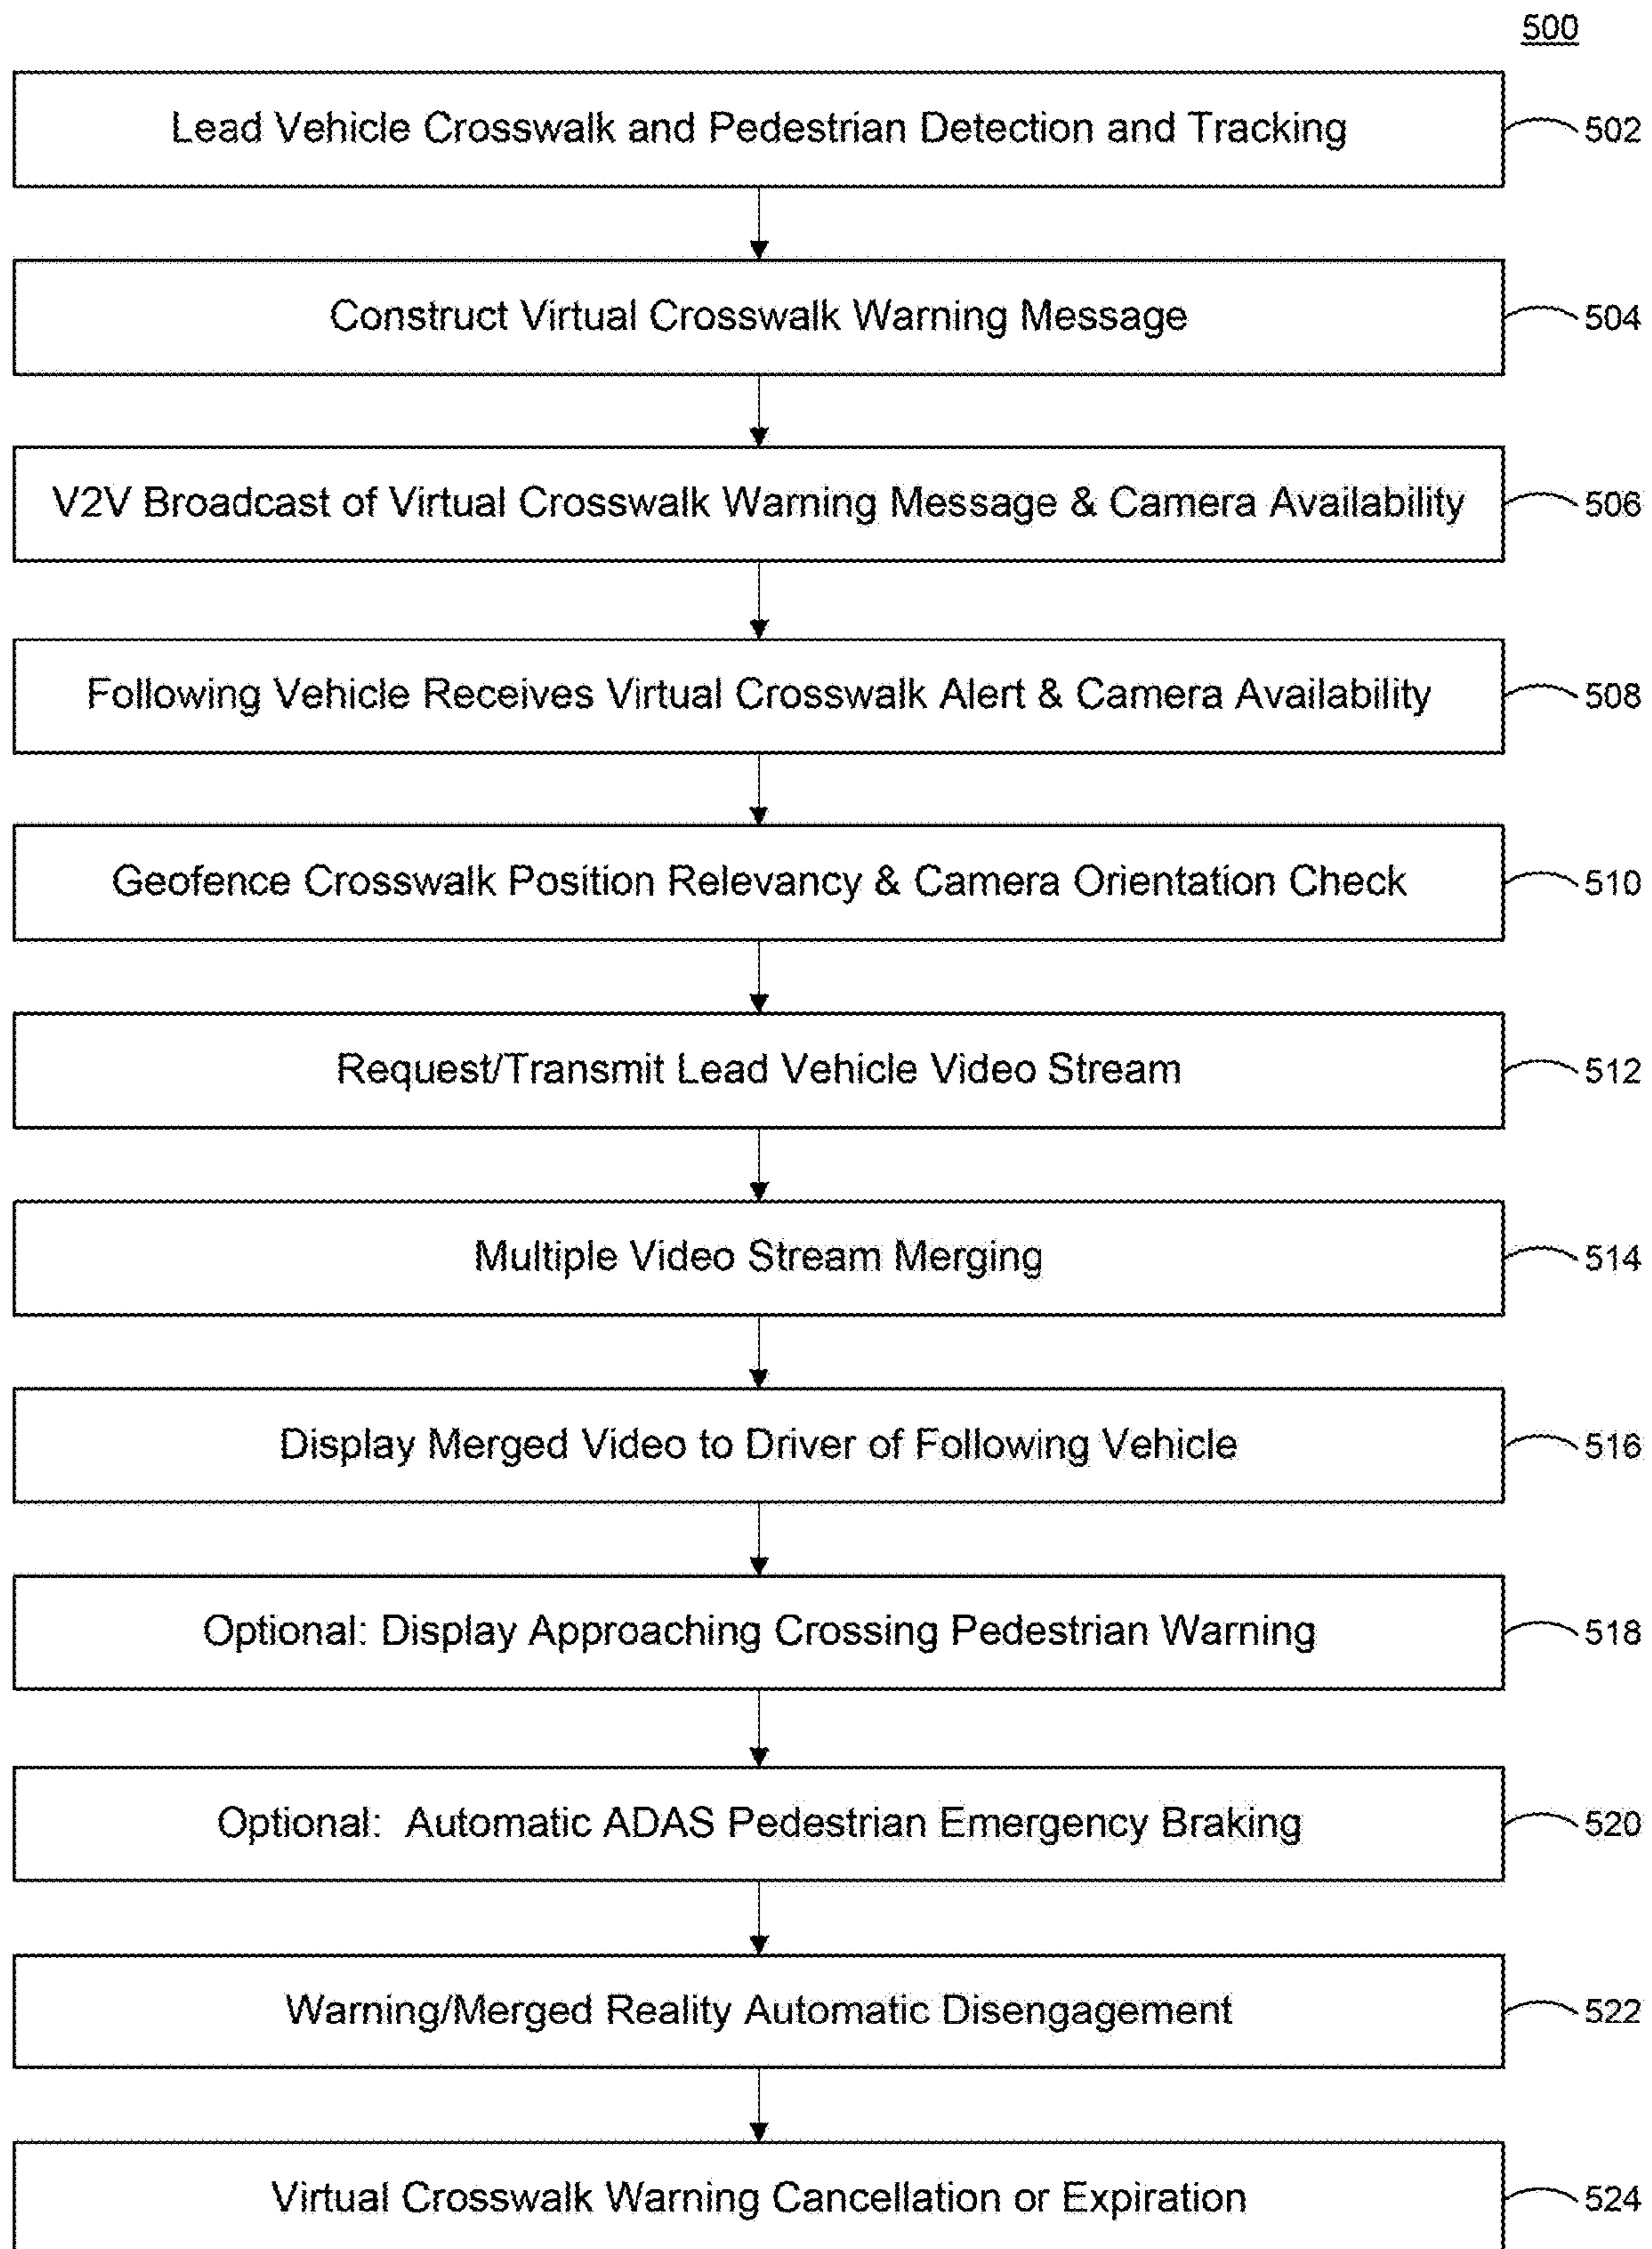 500
Lead Vehicle Crosswalk and Pedestrian Detection and Tracking
502
Construct Virtual Crosswalk Warning Message
504
V2V Broadcast of Virtual Crosswalk Warning Message & Camera Availability
506
Following Vehicle Receives Virtual Crosswalk Alert & Camera Availability
508
Geofence Crosswalk Position Relevancy & Camera Orientation Check
510
Request/Transmit Lead Vehicle Video Stream
512
Multiple Video Stream Merging
514
Display Merged Video to Driver of Following Vehicle
516
Optional: Display Approaching Crossing Pedestrian Warning
518
Optional: Automatic ADAS Pedestrian Emergency Braking
520
Warning/Merged Reality Automatic Disengagement
522
Virtual Crosswalk Warning Cancellation or Expiration
524